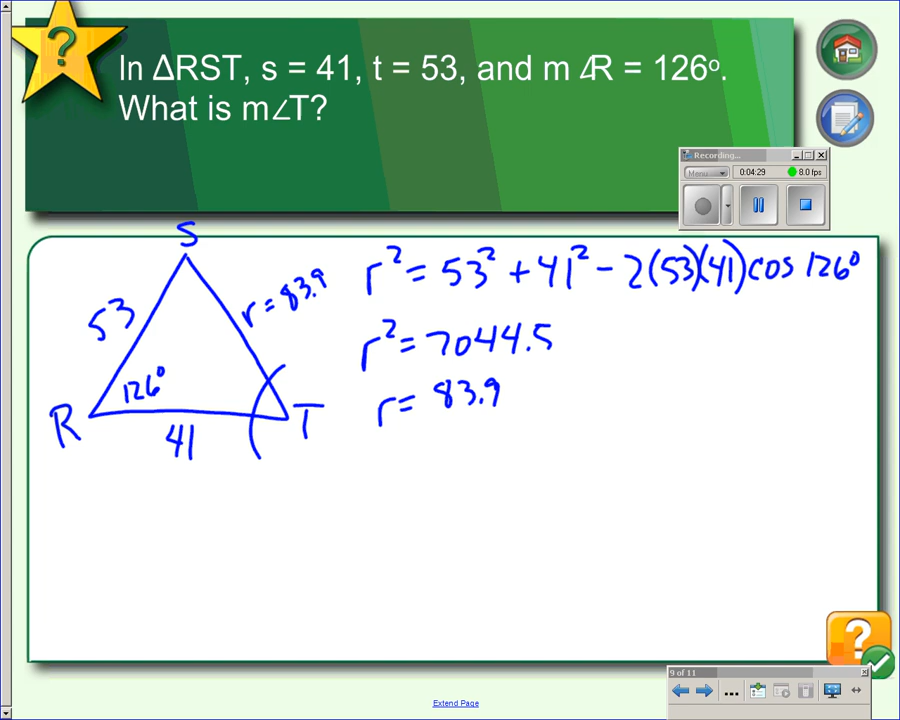 ?
In ΔRST, s = 41, t = 53, and m∠R = 126°.
What is m∠T?
Recording...
Menu
0:04:29
8.0 fps
S
53
r = 83.9
126°
R
41
T
r² = 53² + 41² - 2(53)(41) cos 126°
r² = 7044.5
r = 83.9
?
9 of 11
...
Extend Page